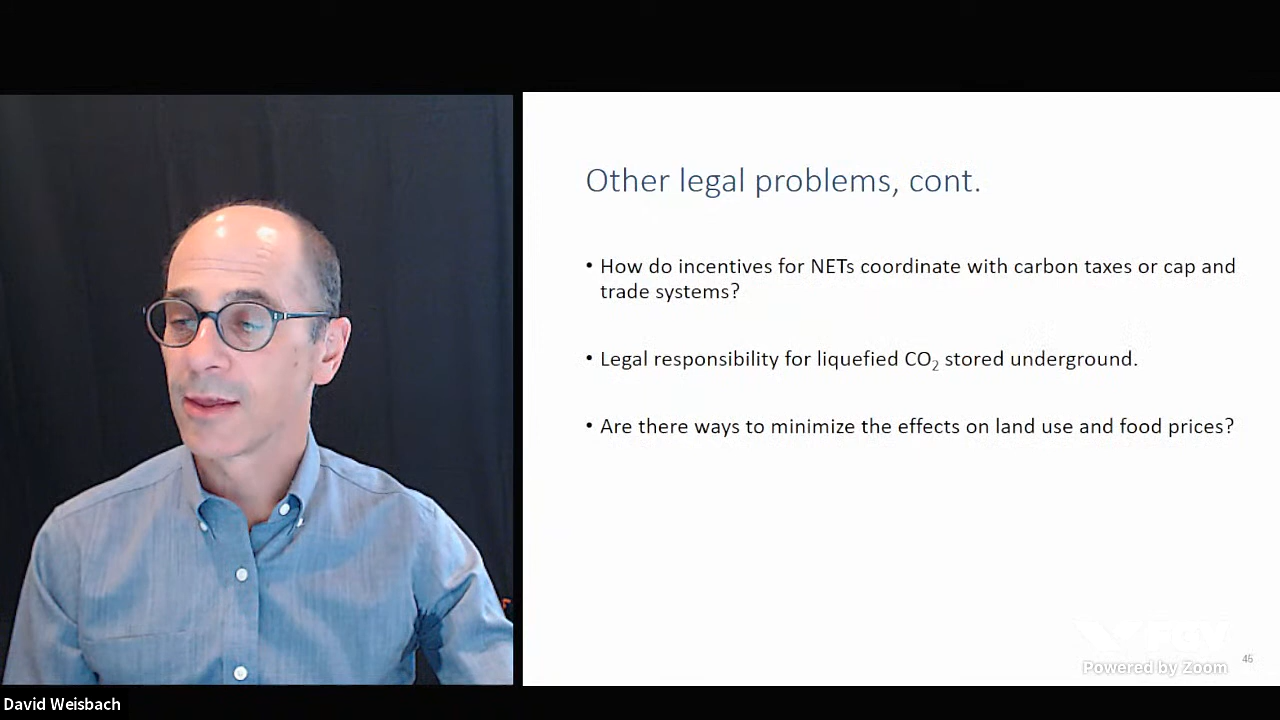 Other legal problems, cont.
• How do incentives for NETs coordinate with carbon taxes or cap and
trade systems?
• Legal responsibility for liquefied CO₂ stored underground.
• Are there ways to minimize the effects on land use and food prices?
Powered by Zoom
David Weisbach